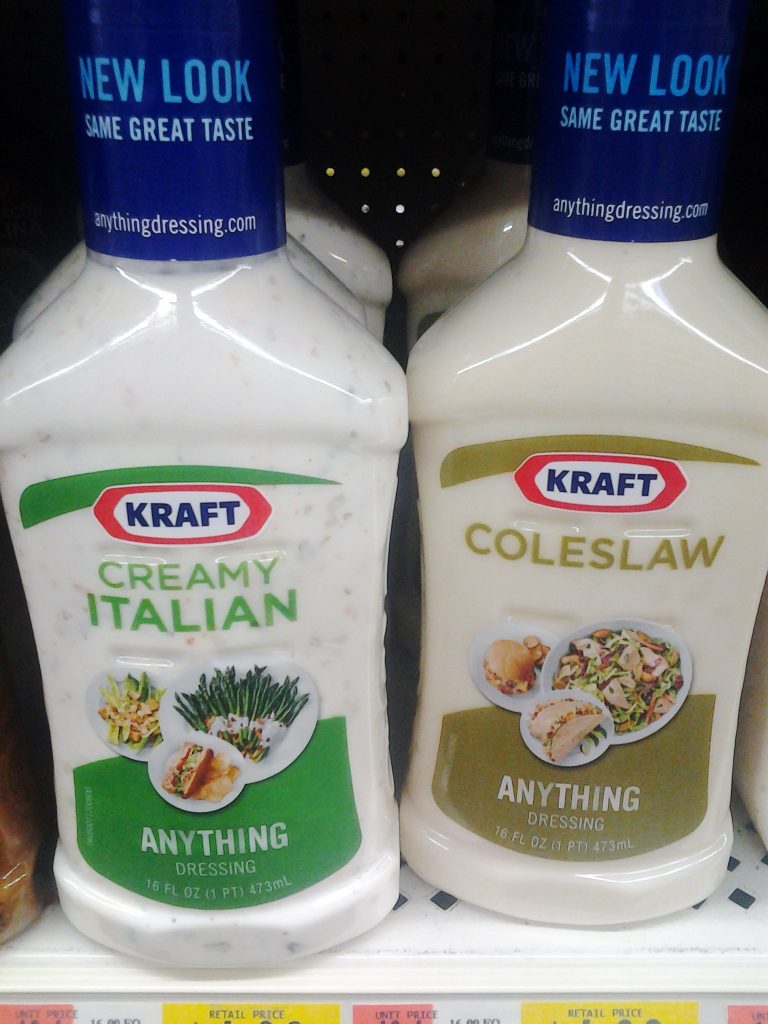 NEW LOOK
SAME GREAT TASTE
anythingdressing.com
KRAFT
CREAMY
ITALIAN
ANYTHING
DRESSING
16 FL OZ (1 PT) 473mL
NEW LOOK
SAME GREAT TASTE
anythingdressing.com
KRAFT
COLESLAW
ANYTHING
DRESSING
16 FL OZ (1 PT) 473mL
UNIT PRICE
RETAIL PRICE
UNIT PRICE
RETAIL PRICE